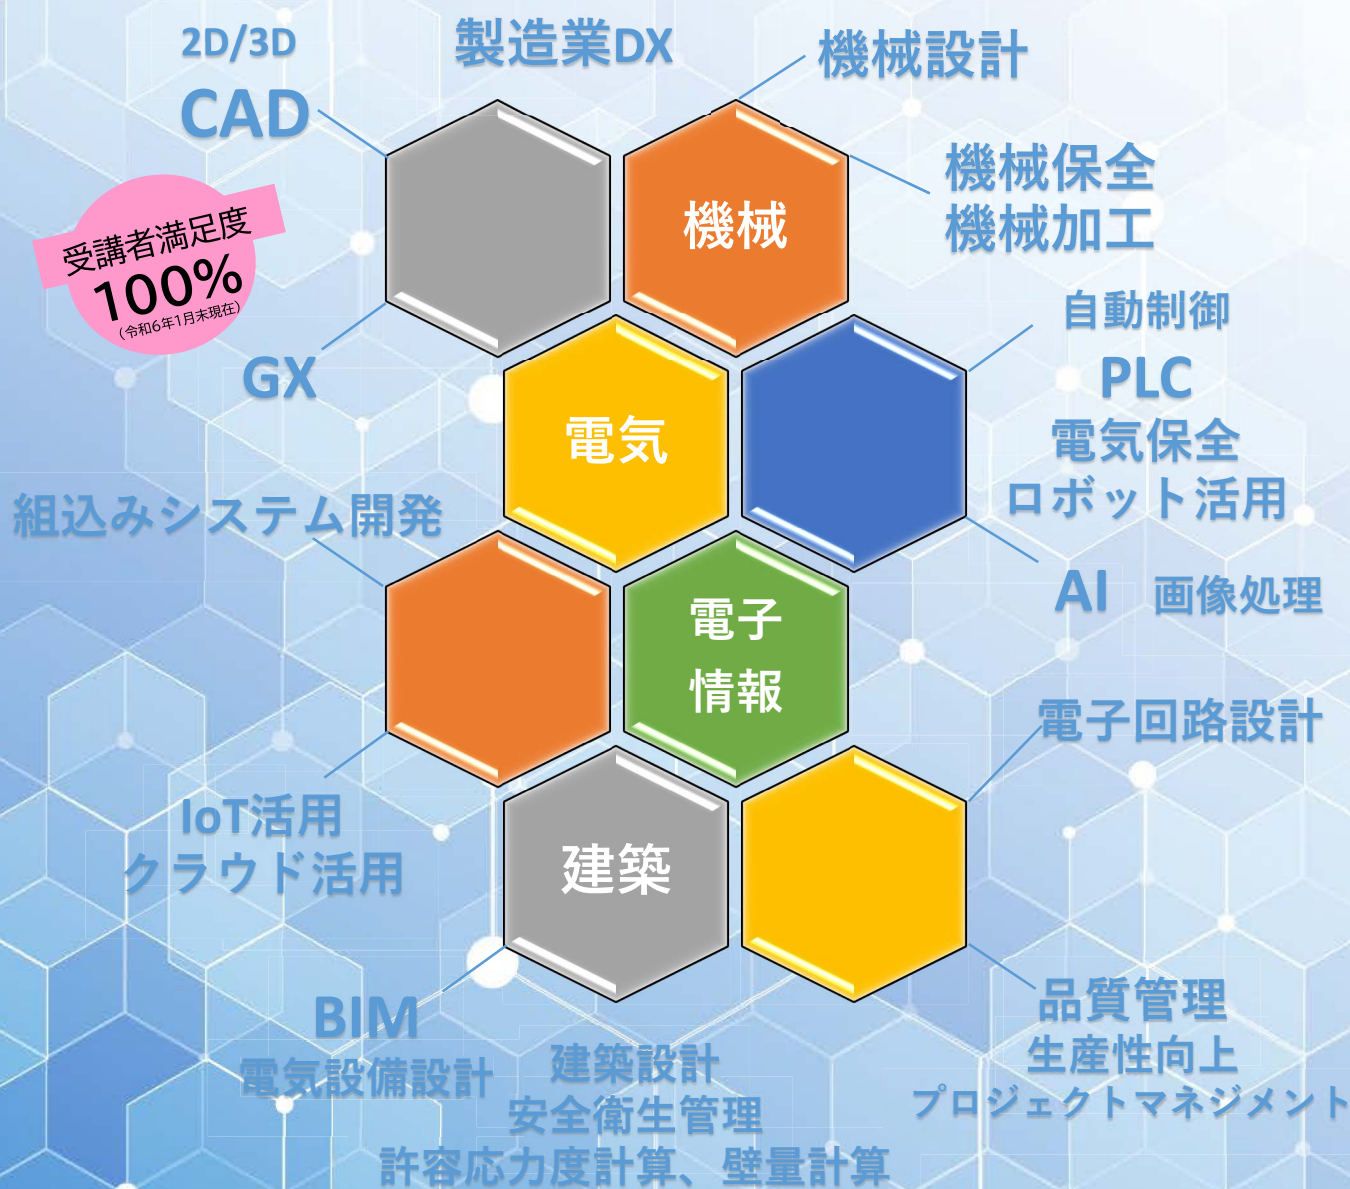 2D/3D
CAD
製造業DX
機械設計
機械保全
機械加工
機械
受講者満足度
100%
(令和6年1月末現在)
GX
自動制御
PLC
電気保全
ロボット活用
電気
組込みシステム開発
AI 画像処理
電子
情報
電子回路設計
IoT活用
クラウド活用
建築
BIM
電気設備設計
建築設計
安全衛生管理
許容応力度計算、壁量計算
品質管理
生産性向上
プロジェクトマネジメント